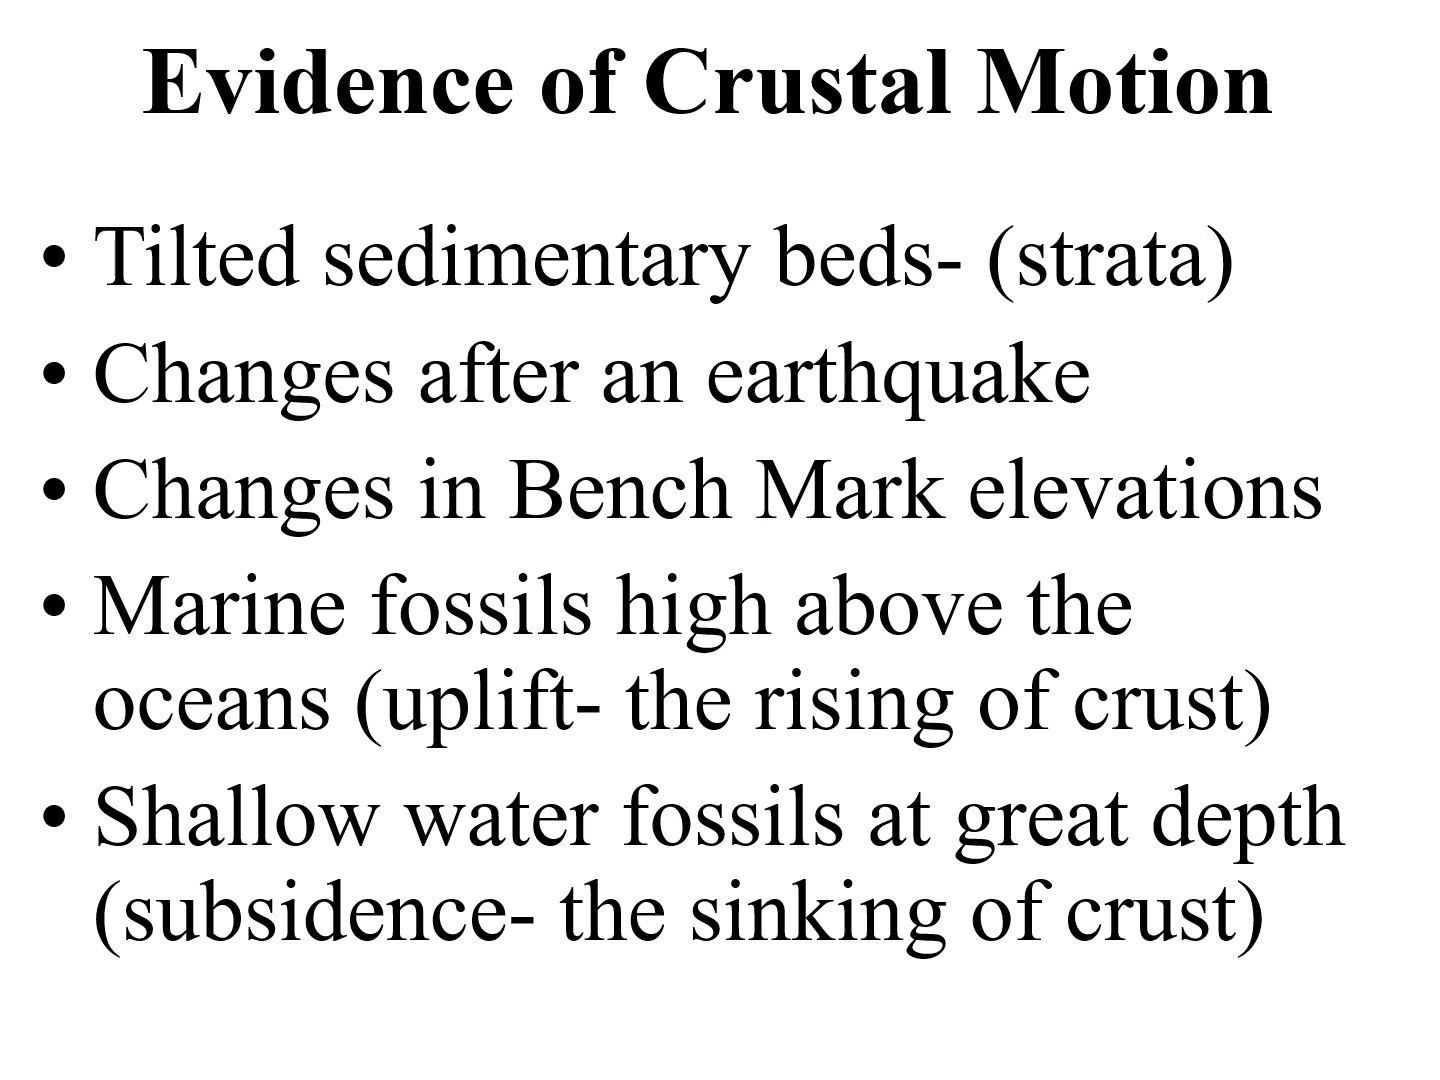 Evidence of Crustal Motion
• Tilted sedimentary beds- (strata)
• Changes after an earthquake
• Changes in Bench Mark elevations
• Marine fossils high above the
oceans (uplift- the rising of crust)
• Shallow water fossils at great depth
(subsidence- the sinking of crust)